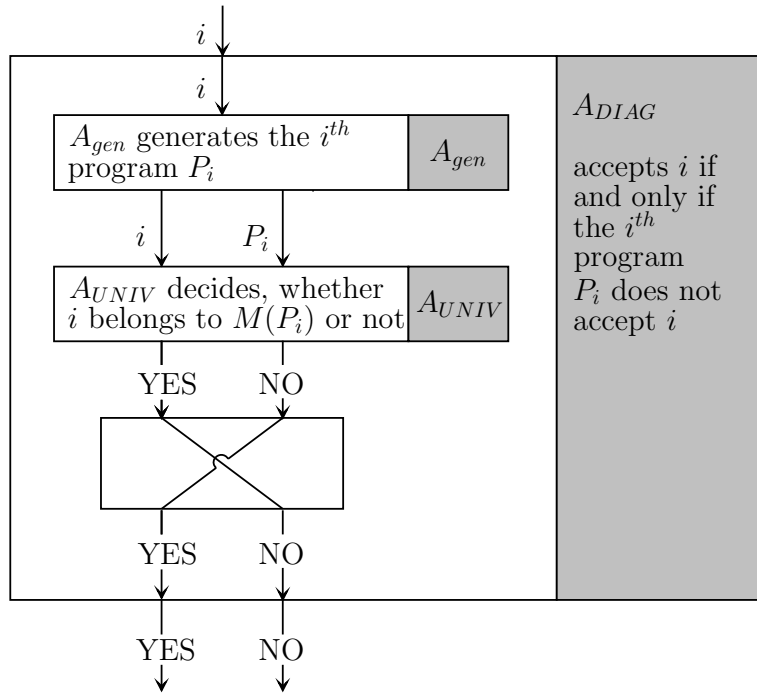 i
i
A_gen generates the i^th
program P_i
A_gen
i
P_i
A_UNIV decides, whether
i belongs to M(P_i) or not
A_UNIV
YES NO
YES NO
YES NO
A_DIAG
accepts i if
and only if
the i^th
program
P_i does not
accept i